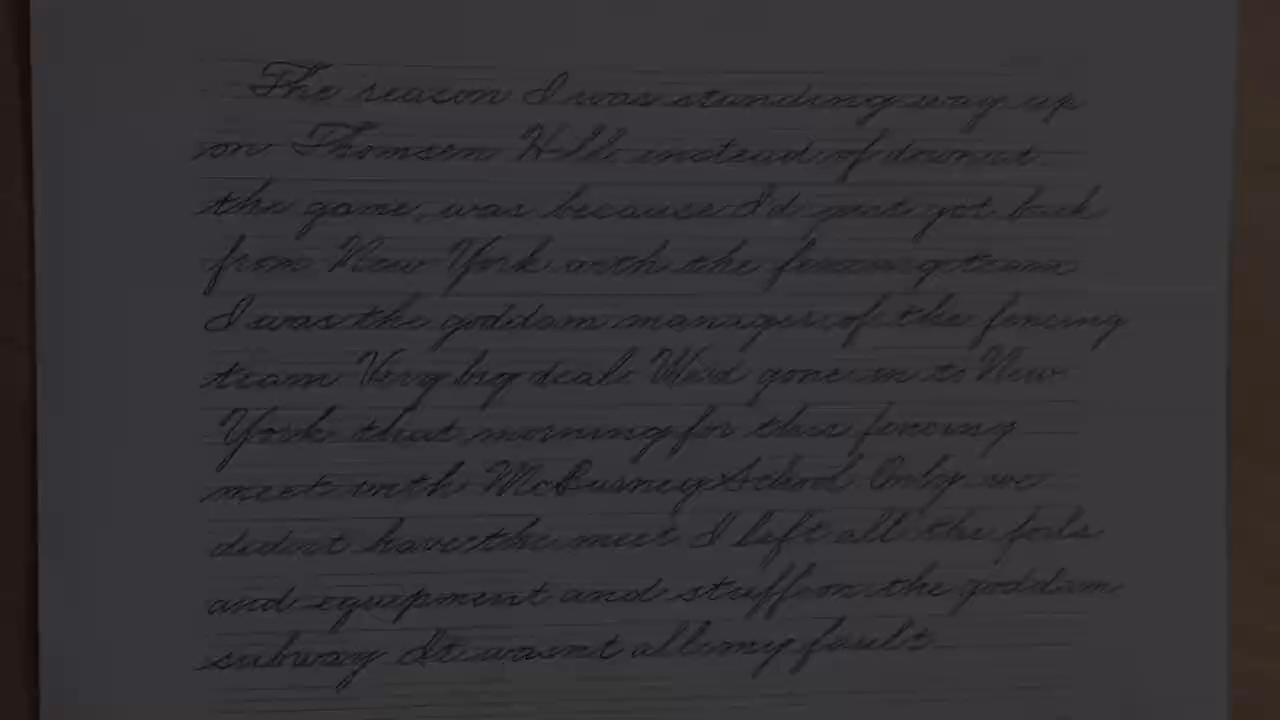 The reason I was standing way up
on Thomsen Hill instead of down at
the game, was because I'd just got back
from New York with the fencing team
I was the goddam manager of the fencing
team Very big deal. We'd gone in to New
York that morning for this fencing
meet with McBurney School Only we
didn't have the meet I left all the foils
and equipment and stuff on the goddam
subway It wasnt all my fault